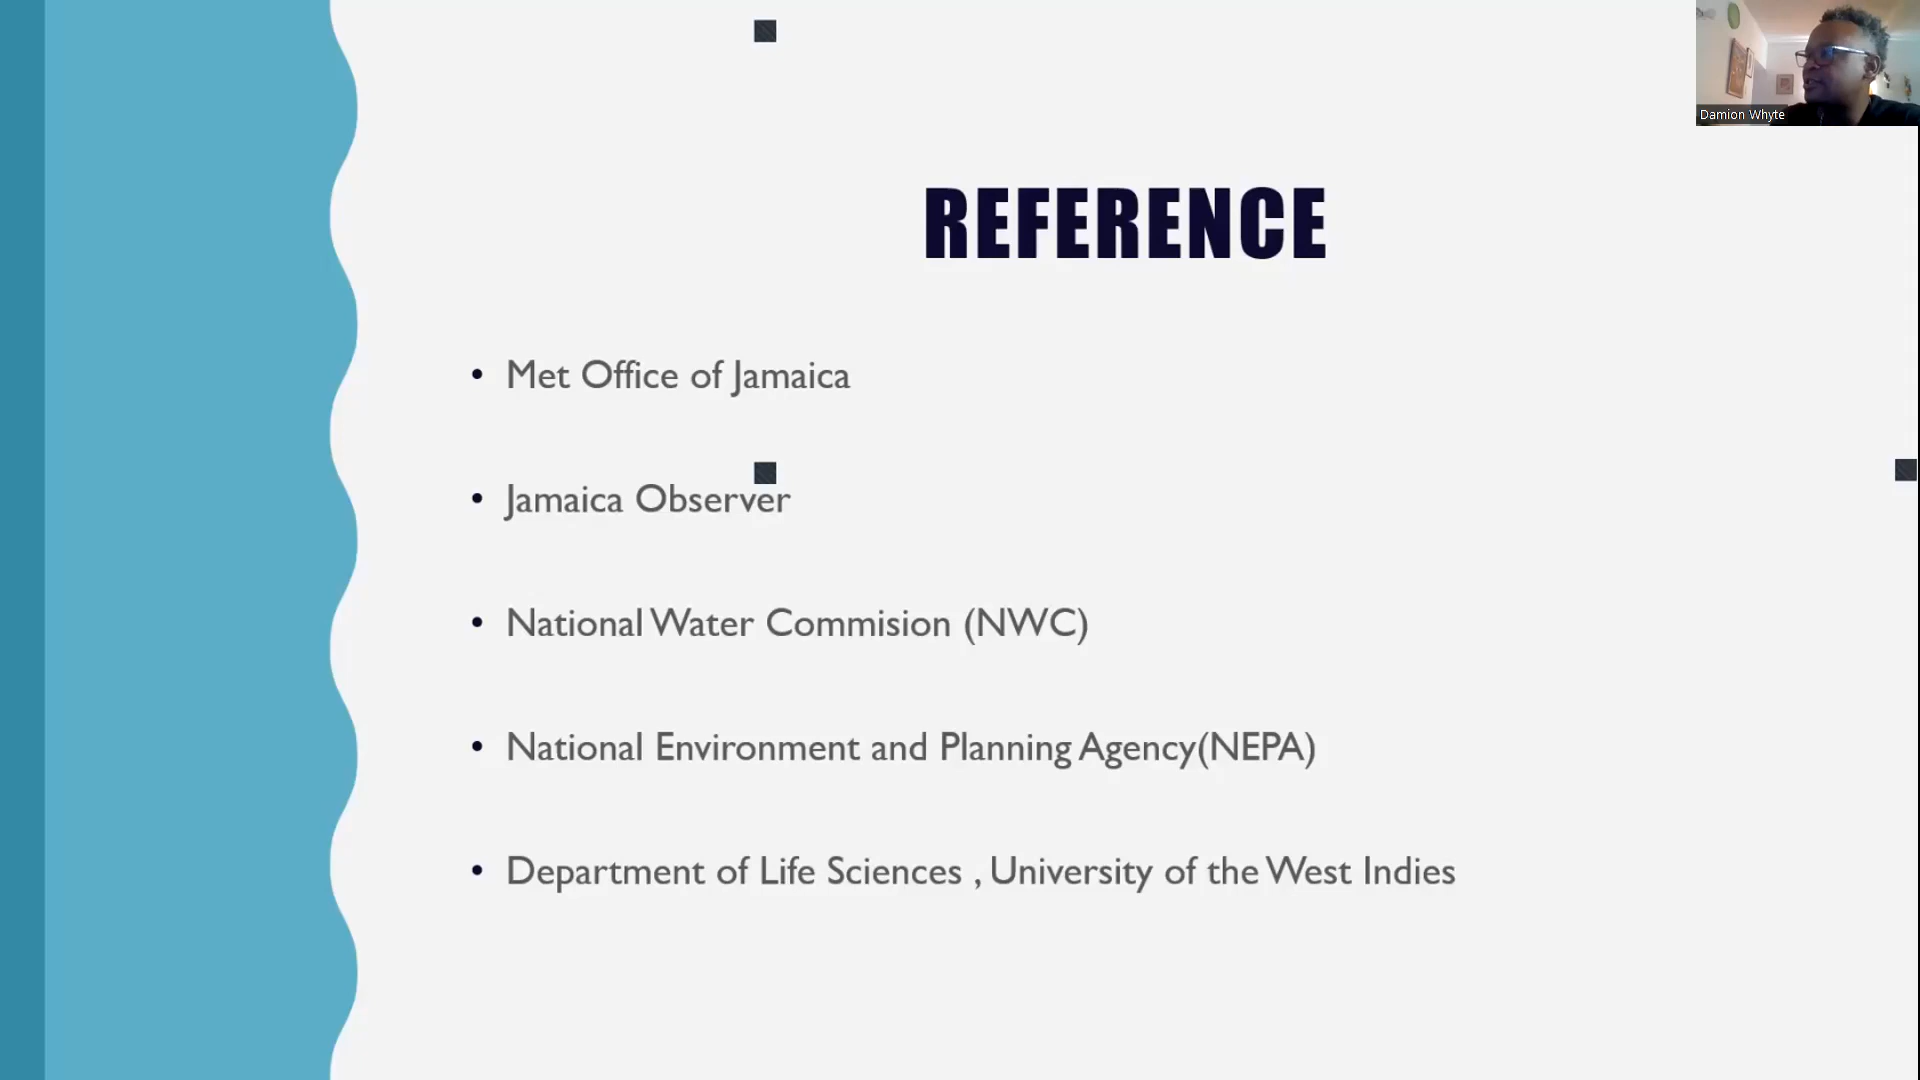 Damion Whyte
REFERENCE
• Met Office of Jamaica
• Jamaica Observer
• National Water Commision (NWC)
• National Environment and Planning Agency(NEPA)
• Department of Life Sciences , University of the West Indies